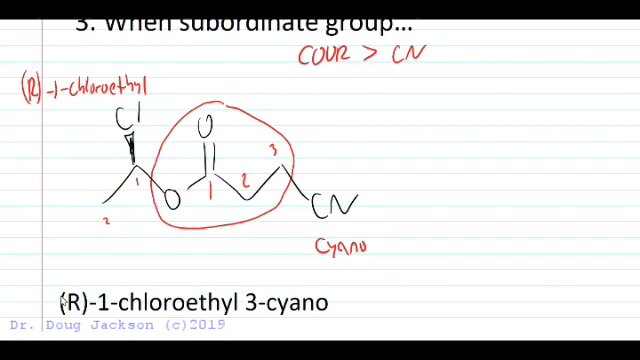 3. When subordinate group...
COOR > CN
(R)-1-chloroethyl
Cl
O
3
1
O
1
2
2
CN
Cyano
(R)-1-chloroethyl 3-cyano
Dr. Doug Jackson (c)2019